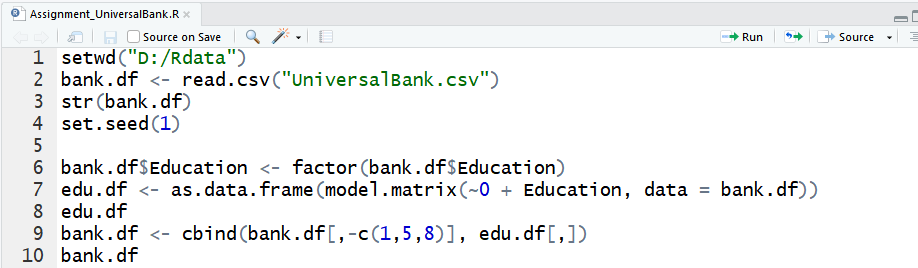 Assignment_UniversalBank.R
Source on Save
Run
Source
1 setwd("D:/Rdata")
2 bank.df <- read.csv("UniversalBank.csv")
3 str(bank.df)
4 set.seed(1)
5
6 bank.df$Education <- factor(bank.df$Education)
7 edu.df <- as.data.frame(model.matrix(~0 + Education, data = bank.df))
8 edu.df
9 bank.df <- cbind(bank.df[,-c(1,5,8)], edu.df[,])
10 bank.df